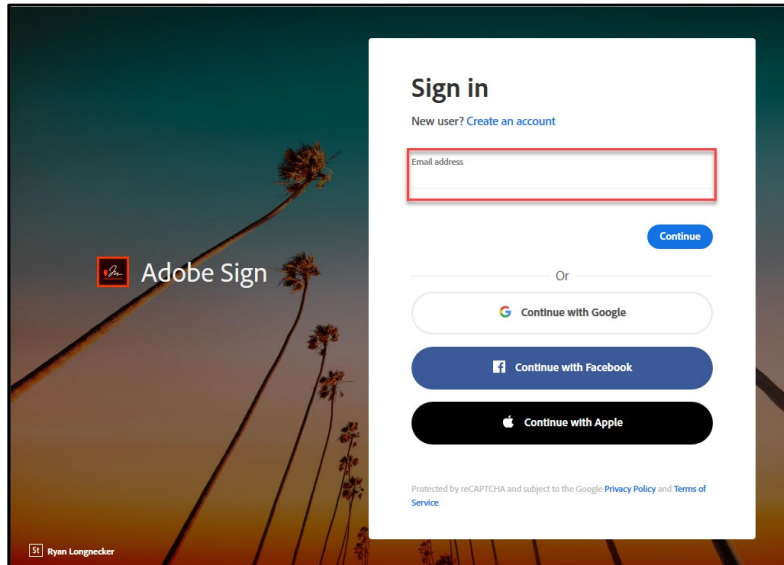 Sign in
New user? Create an account
Email address
Continue
Adobe Sign
Or
Continue with Google
Continue with Facebook
Continue with Apple
Protected by reCAPTCHA and subject to the Google Privacy Policy and Terms of
Service.
St Ryan Longnecker